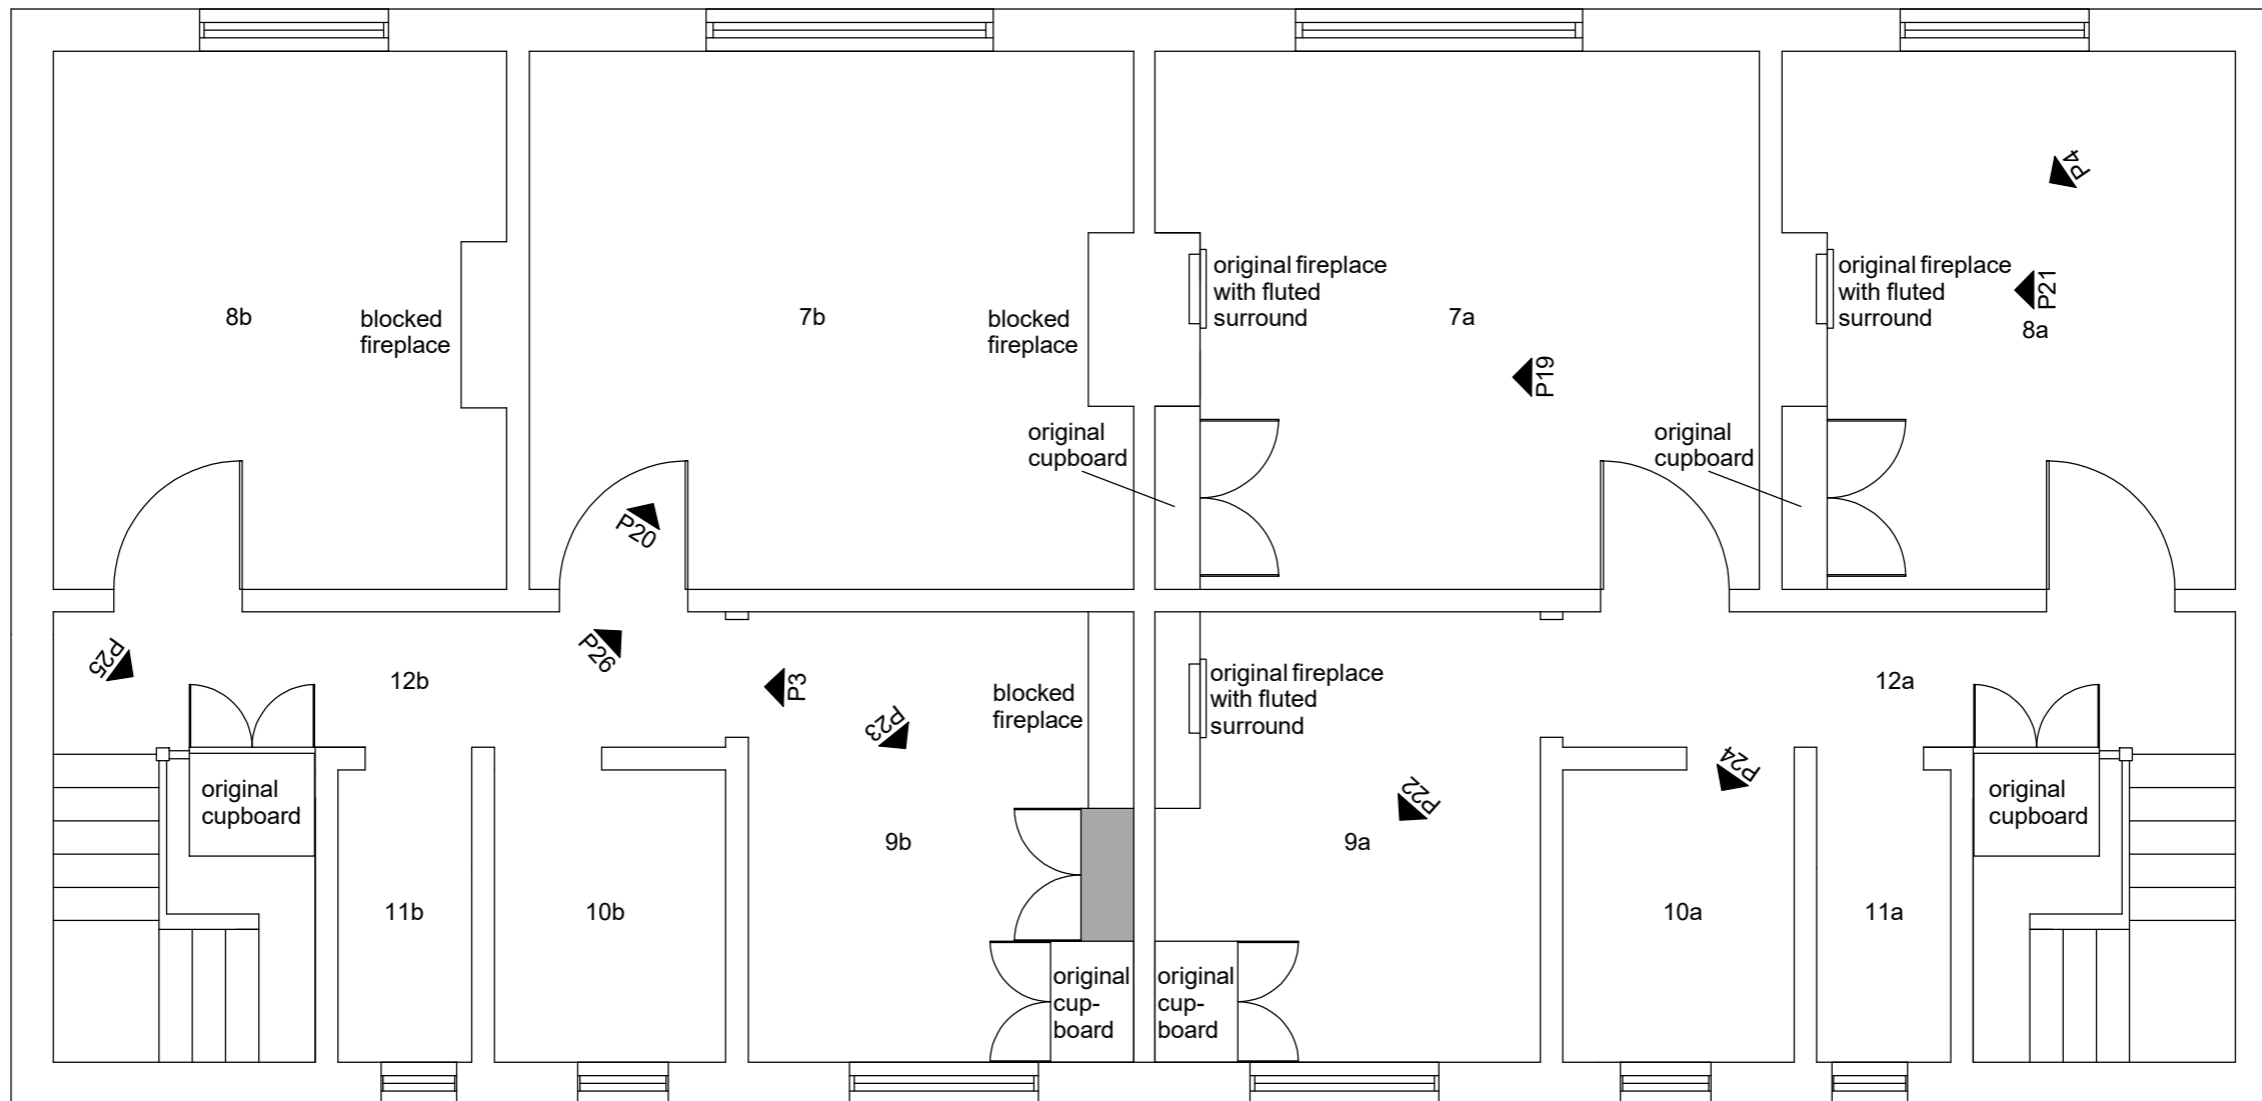 P4
original fireplace
with fluted
surround
original fireplace
with fluted
surround
P21
8b
blocked
fireplace
7b
blocked
fireplace
7a
8a
P19
original
cupboard
original
cupboard
P20
P25
P26
12b
P3
blocked
fireplace
original fireplace
with fluted
surround
12a
P23
P24
P22
original
cupboard
original
cupboard
9b
9a
11b
10b
10a
11a
original
cup-
board
original
cup-
board